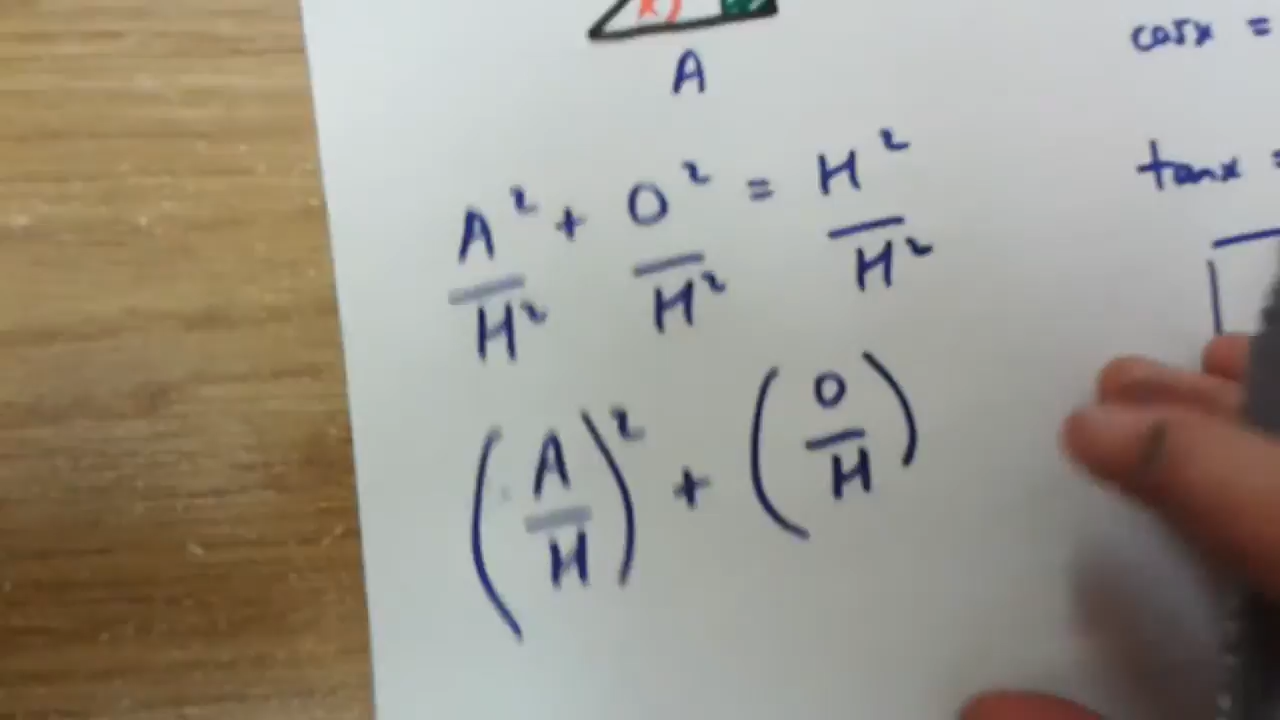 x)
A
cosx =
tanx =
A² + O² = H²
H² H² H²
(A/H)² + (O/H)